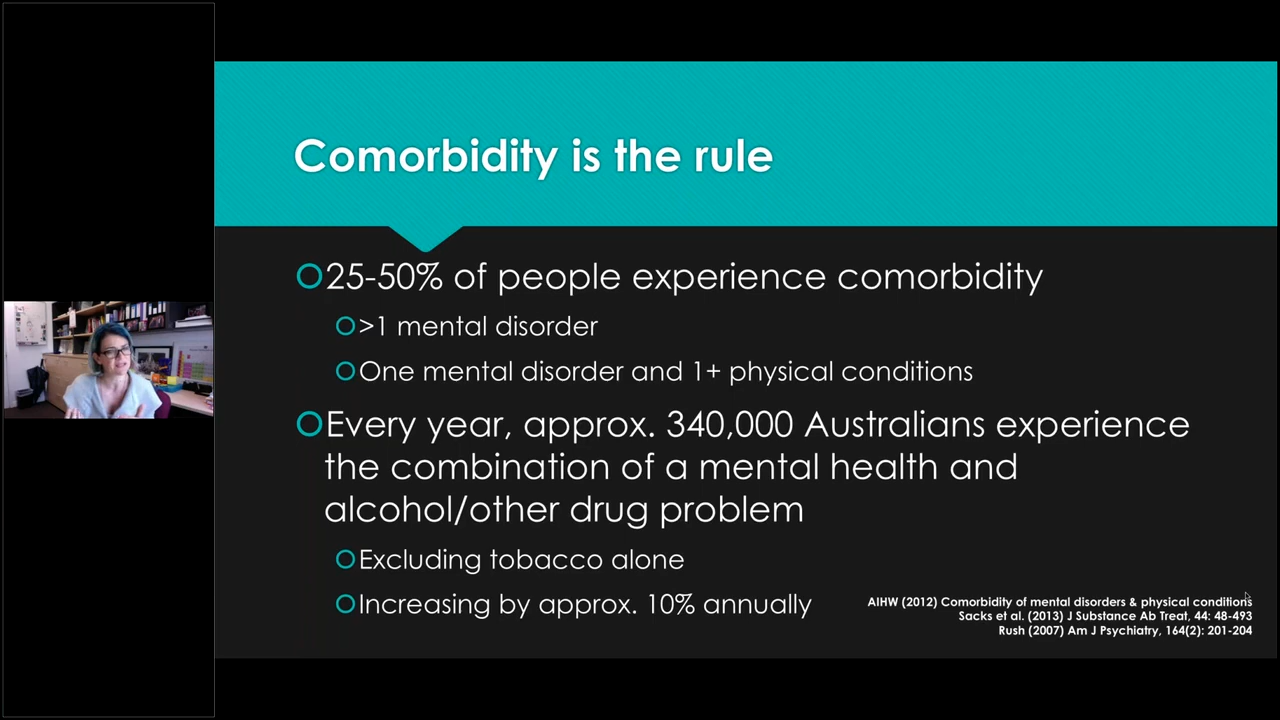 Comorbidity is the rule
25-50% of people experience comorbidity
>1 mental disorder
One mental disorder and 1+ physical conditions
Every year, approx. 340,000 Australians experience
the combination of a mental health and
alcohol/other drug problem
Excluding tobacco alone
Increasing by approx. 10% annually
AIHW (2012) Comorbidity of mental disorders & physical conditions
Sacks et al. (2013) J Substance Ab Treat, 44: 48-493
Rush (2007) Am J Psychiatry, 164(2): 201-204